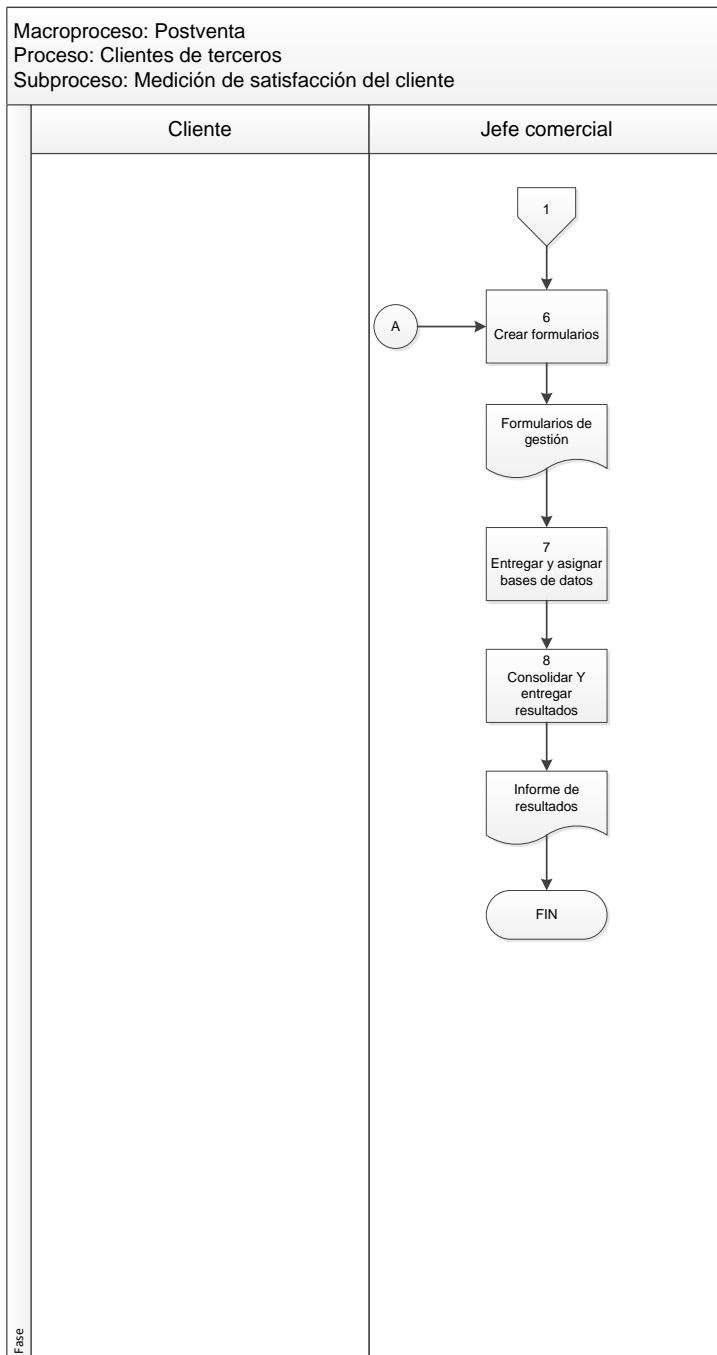 Macroproceso: Postventa
Proceso: Clientes de terceros
Subproceso: Medición de satisfacción del cliente
Cliente
Jefe comercial
1
A
6
Crear formularios
Formularios de
gestión
7
Entregar y asignar
bases de datos
8
Consolidar Y
entregar
resultados
Informe de
resultados
FIN
Fase